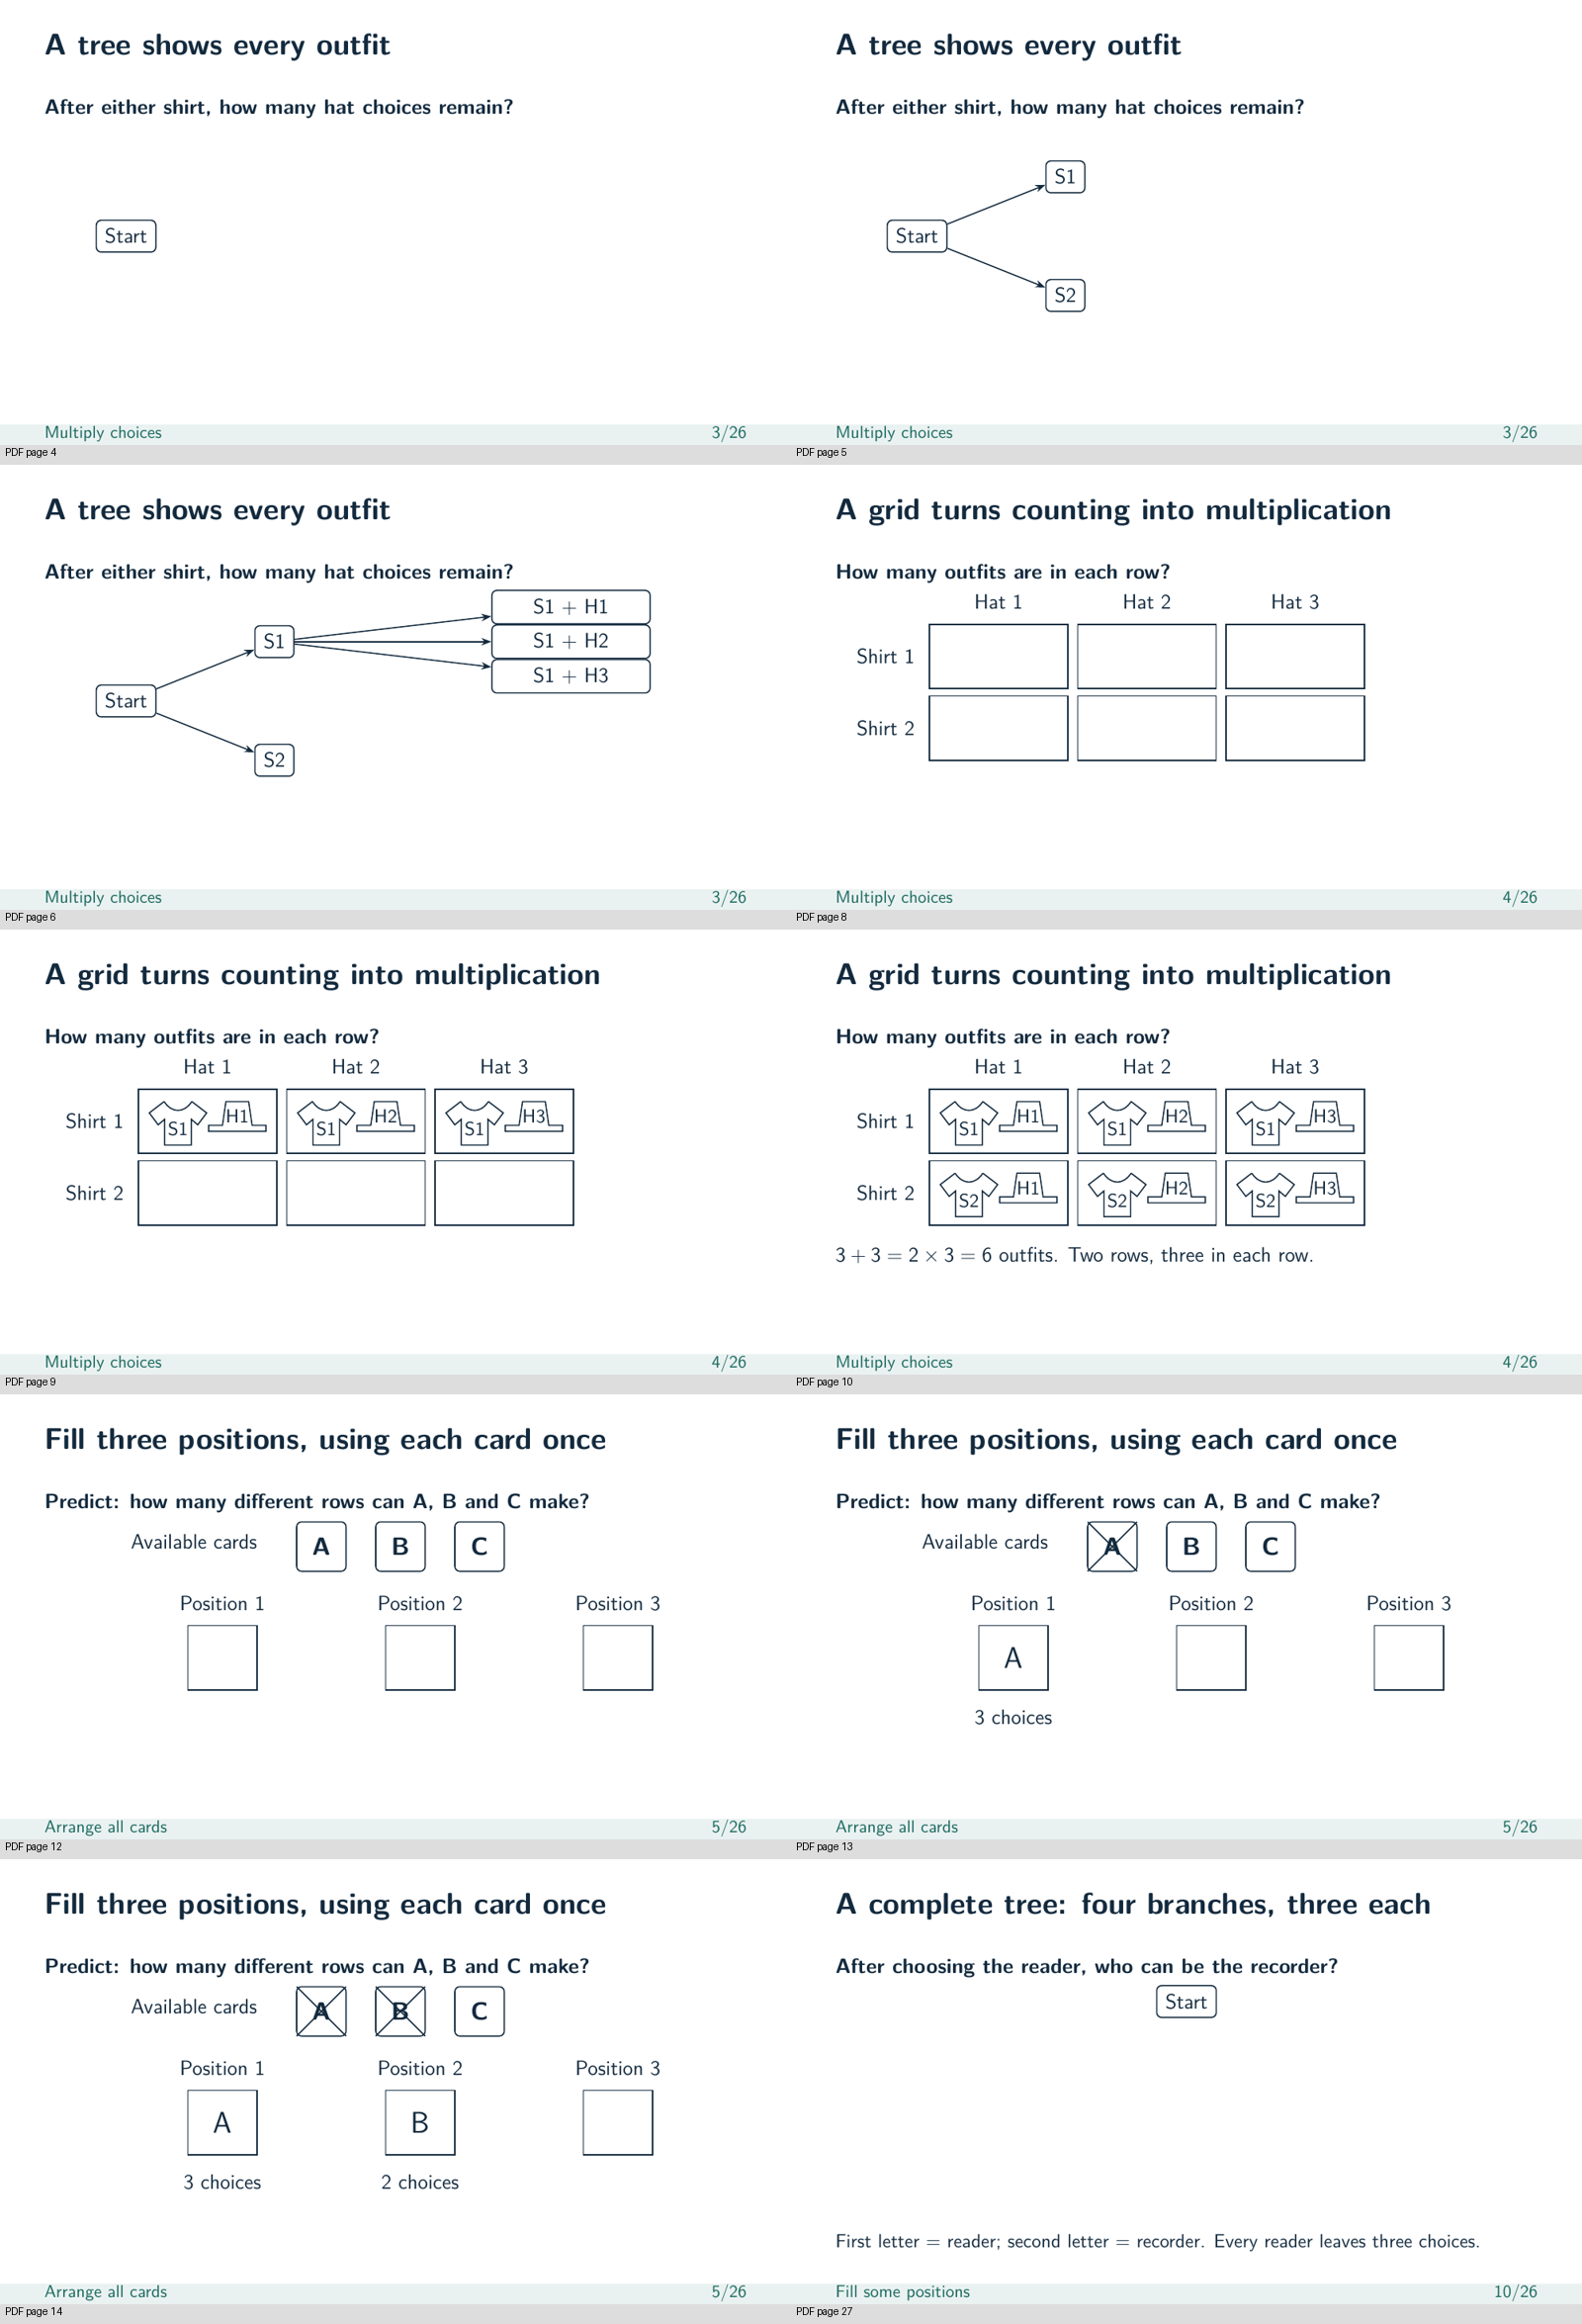 A tree shows every outfit
After either shirt, how many hat choices remain?
Start
Multiply choices 3/26
PDF page 4
A tree shows every outfit
After either shirt, how many hat choices remain?
S1
Start
S2
Multiply choices 3/26
PDF page 5
A tree shows every outfit
After either shirt, how many hat choices remain?
S1 + H1
S1 S1 + H2
S1 + H3
Start
S2
Multiply choices 3/26
PDF page 6
A grid turns counting into multiplication
How many outfits are in each row?
Hat 1 Hat 2 Hat 3
Shirt 1
Shirt 2
Multiply choices 4/26
PDF page 8
A grid turns counting into multiplication
How many outfits are in each row?
Hat 1 Hat 2 Hat 3
Shirt 1 S1 H1 S1 H2 S1 H3
Shirt 2
Multiply choices 4/26
PDF page 9
A grid turns counting into multiplication
How many outfits are in each row?
Hat 1 Hat 2 Hat 3
Shirt 1 S1 H1 S1 H2 S1 H3
Shirt 2 S2 H1 S2 H2 S2 H3
3 + 3 = 2 × 3 = 6 outfits. Two rows, three in each row.
Multiply choices 4/26
PDF page 10
Fill three positions, using each card once
Predict: how many different rows can A, B and C make?
Available cards A B C
Position 1 Position 2 Position 3
Arrange all cards 5/26
PDF page 12
Fill three positions, using each card once
Predict: how many different rows can A, B and C make?
Available cards A B C
Position 1 Position 2 Position 3
A
3 choices
Arrange all cards 5/26
PDF page 13
Fill three positions, using each card once
Predict: how many different rows can A, B and C make?
Available cards A B C
Position 1 Position 2 Position 3
A B
3 choices 2 choices
Arrange all cards 5/26
PDF page 14
A complete tree: four branches, three each
After choosing the reader, who can be the recorder?
Start
First letter = reader; second letter = recorder. Every reader leaves three choices.
Fill some positions 10/26
PDF page 27